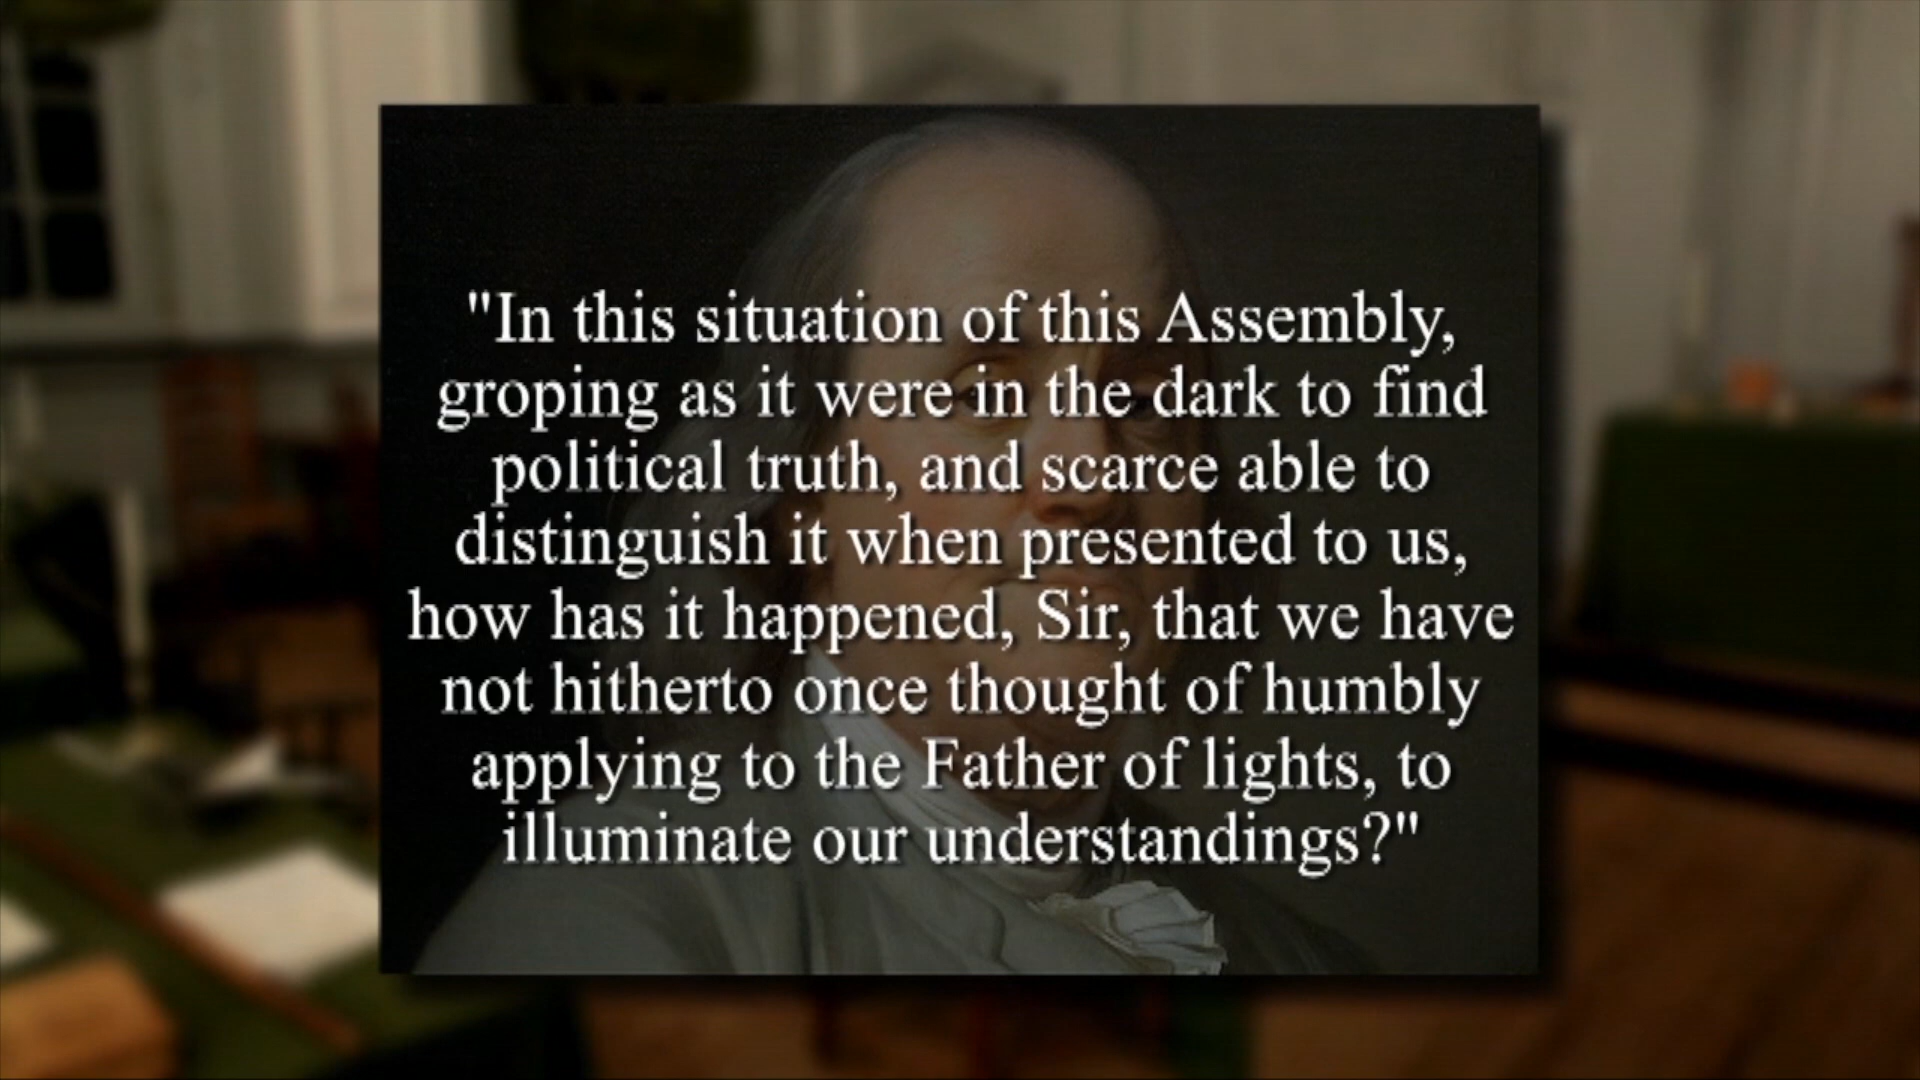 "In this situation of this Assembly,
groping as it were in the dark to find
political truth, and scarce able to
distinguish it when presented to us,
how has it happened, Sir, that we have
not hitherto once thought of humbly
applying to the Father of lights, to
illuminate our understandings?"